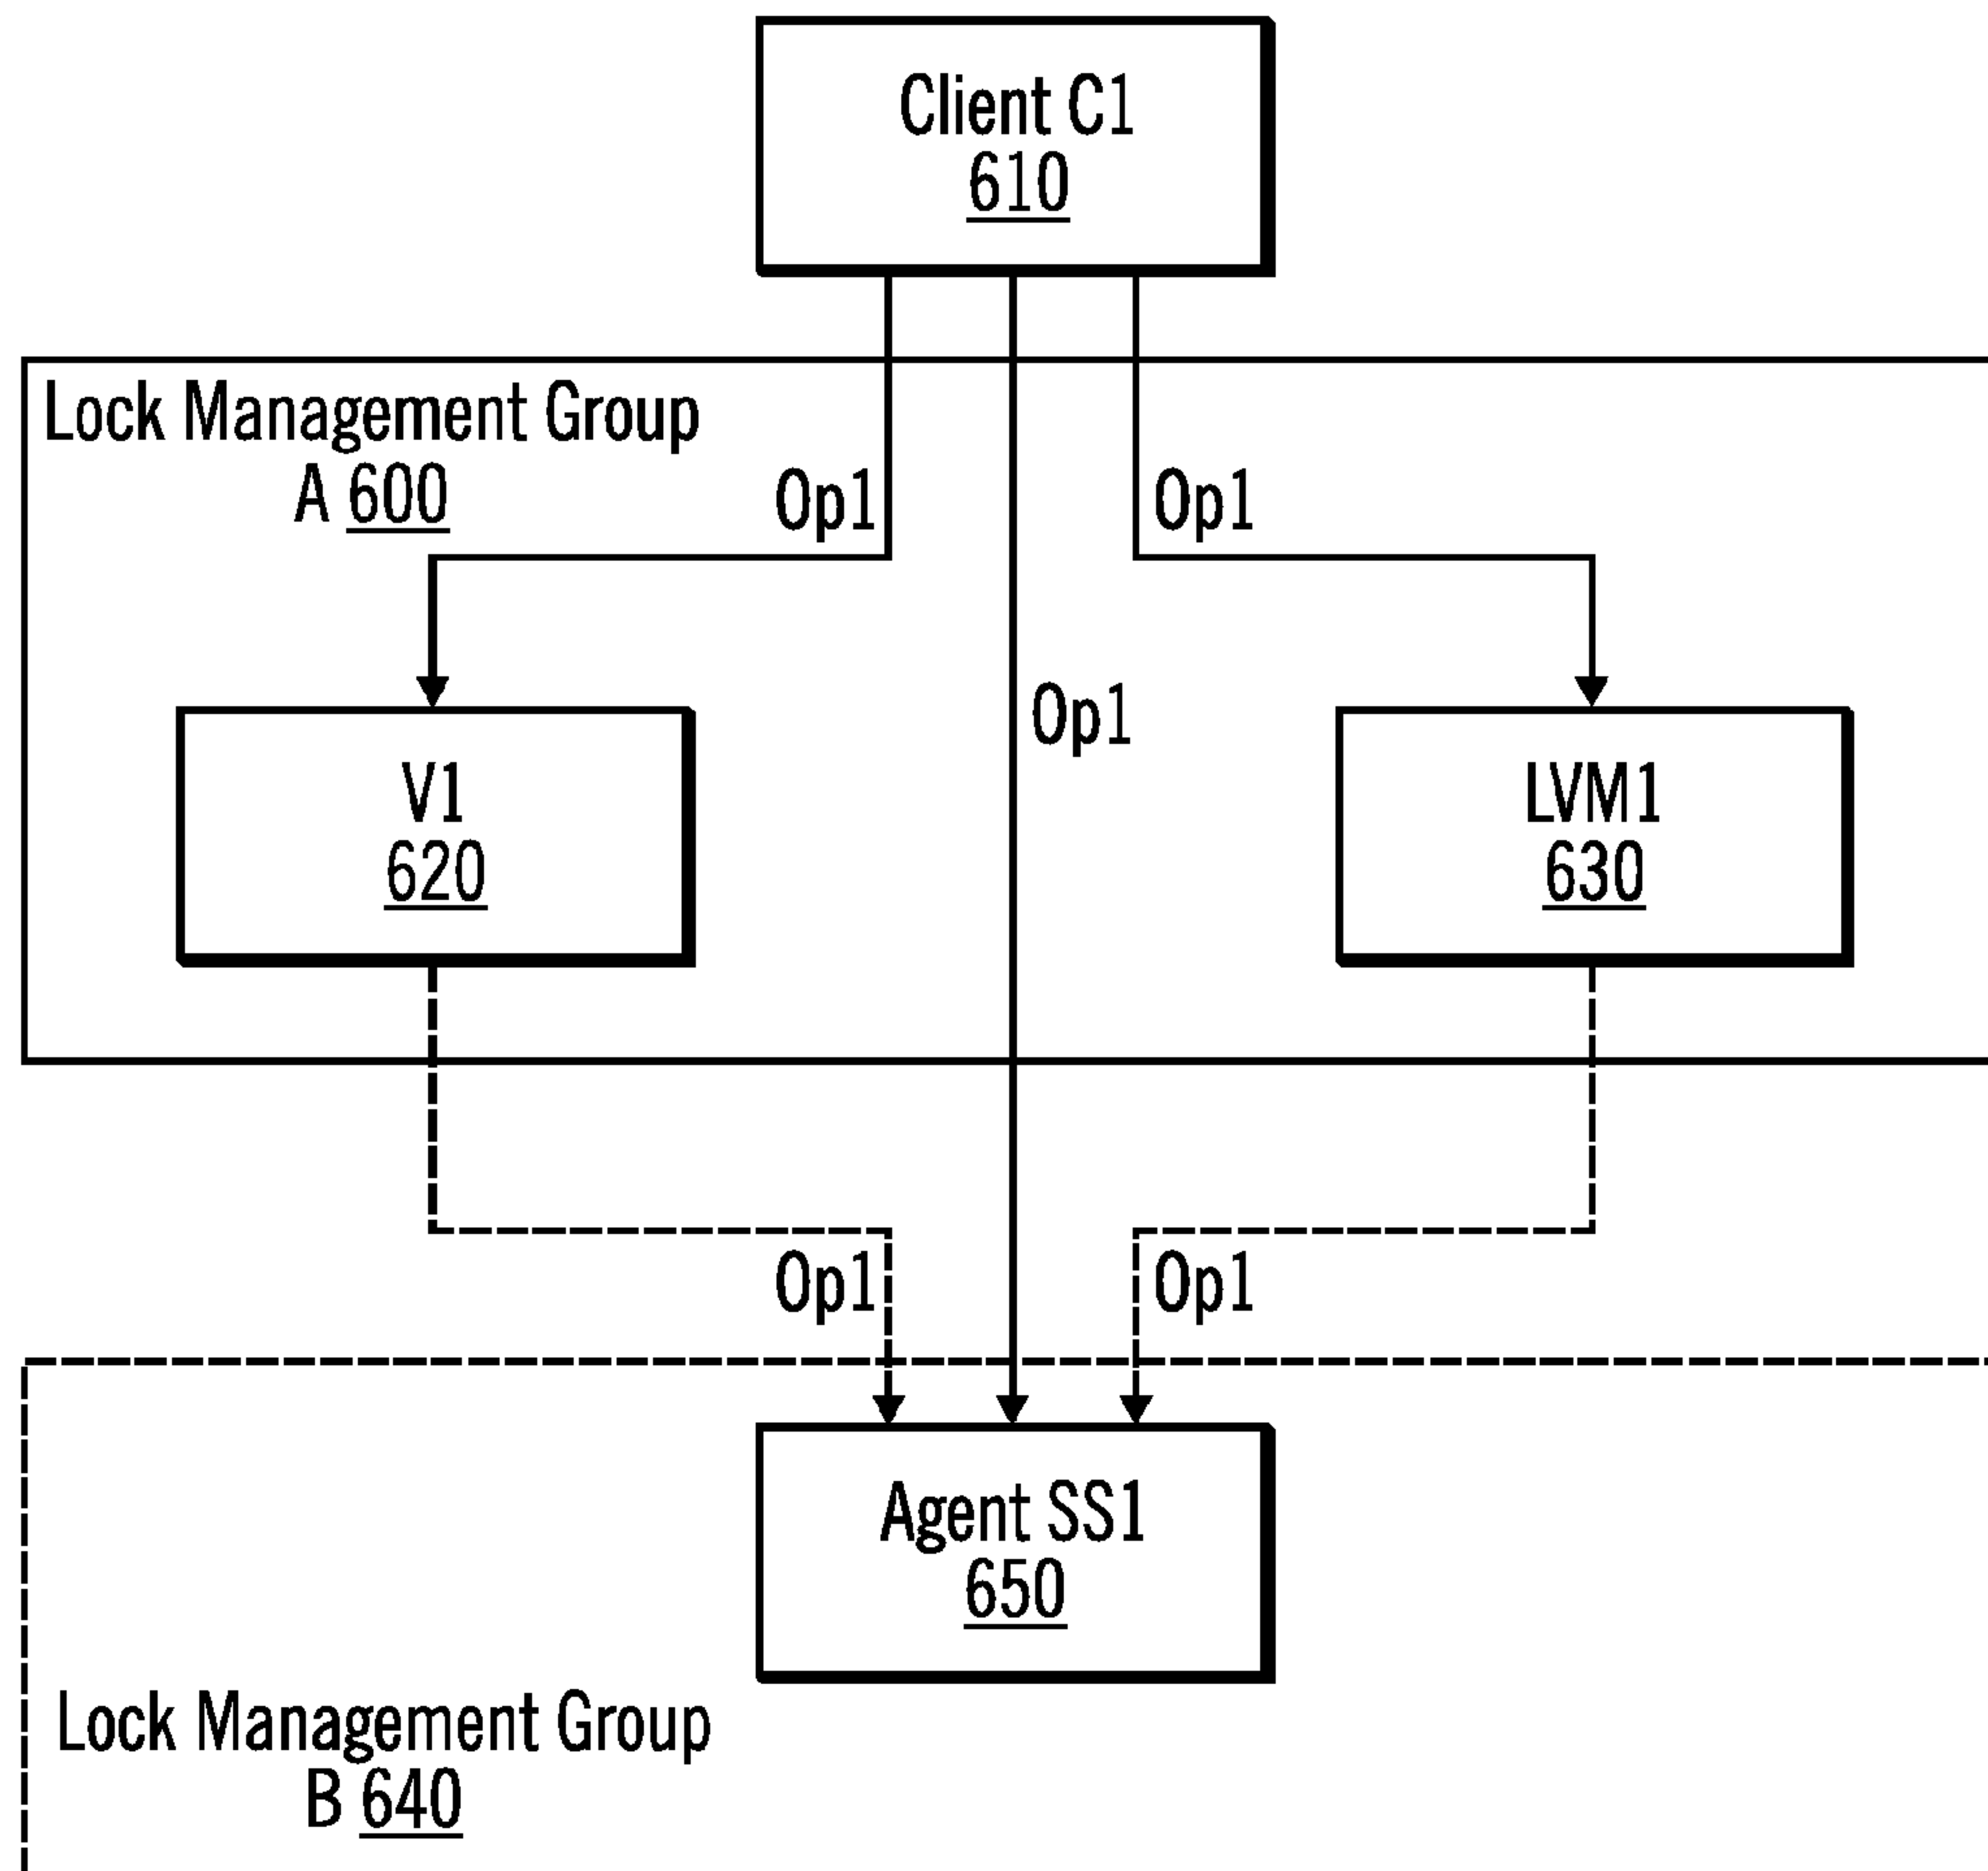 Client C1
610
Lock Management Group
A 600
Op1
Op1
Op1
V1
620
LVM1
630
Op1
Op1
Agent SS1
650
Lock Management Group
B 640